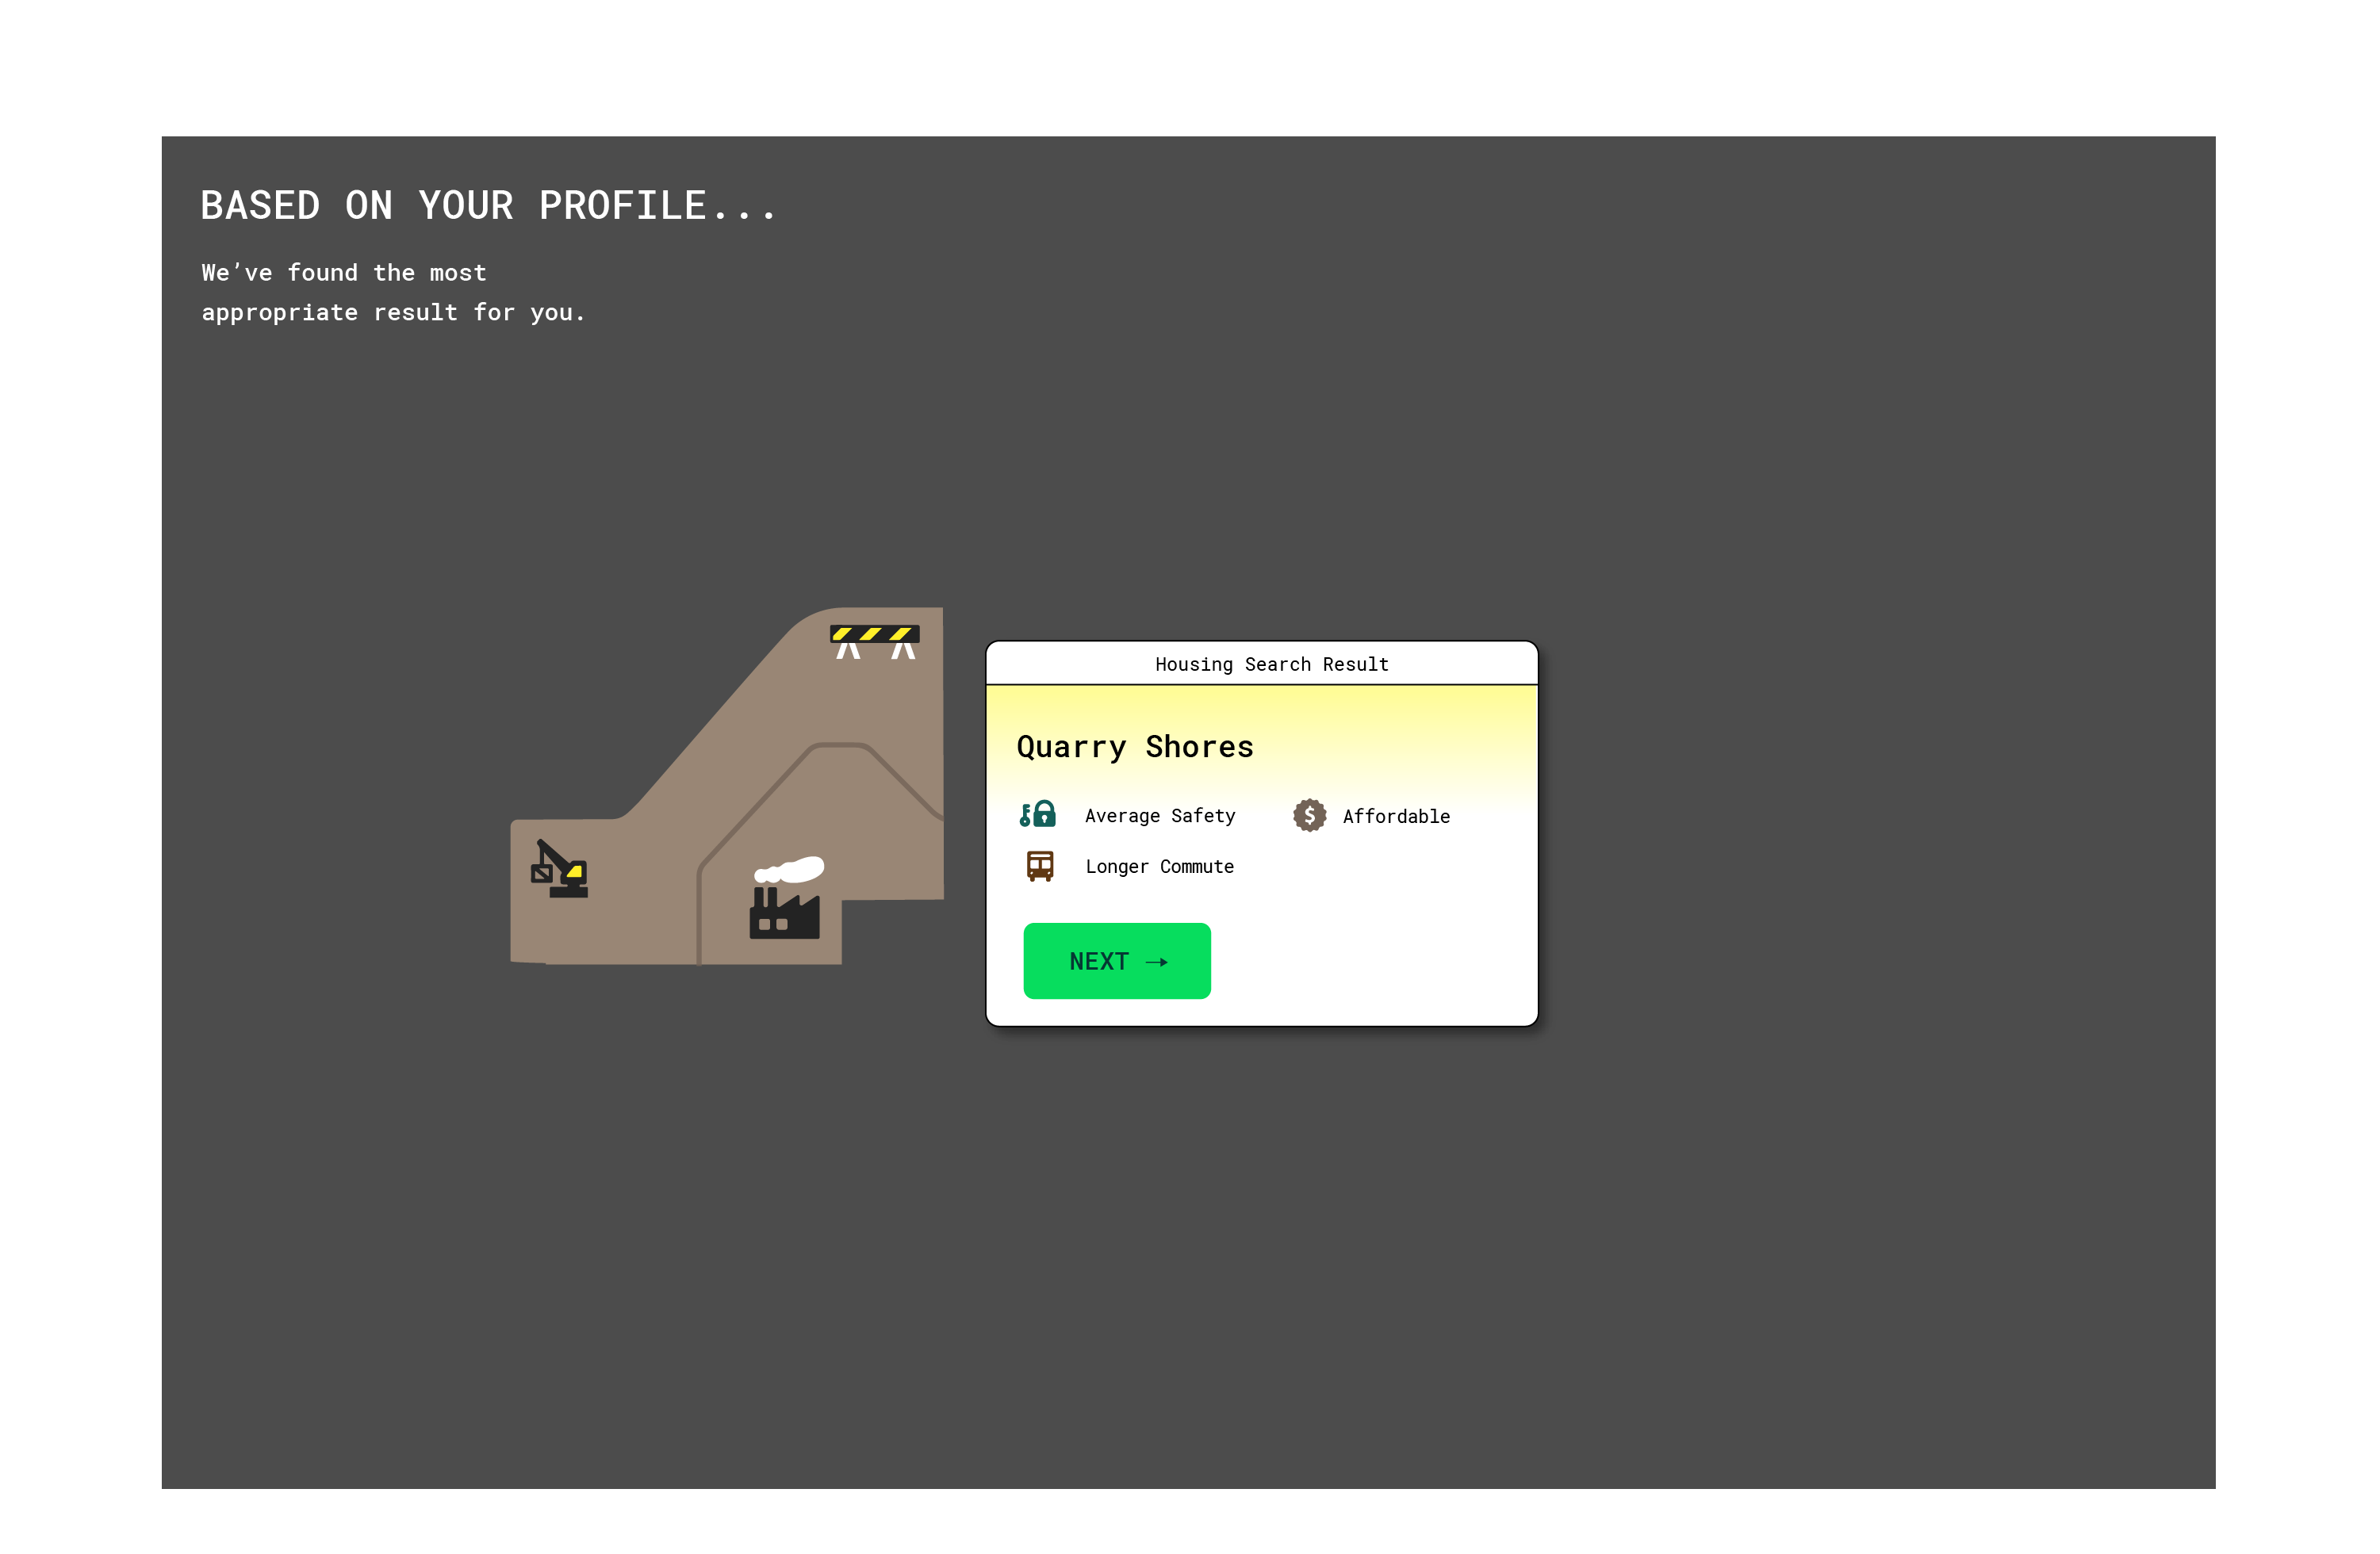 BASED ON YOUR PROFILE...
We've found the most
appropriate result for you.
Housing Search Result
Quarry Shores
Average Safety
Affordable
Longer Commute
NEXT →